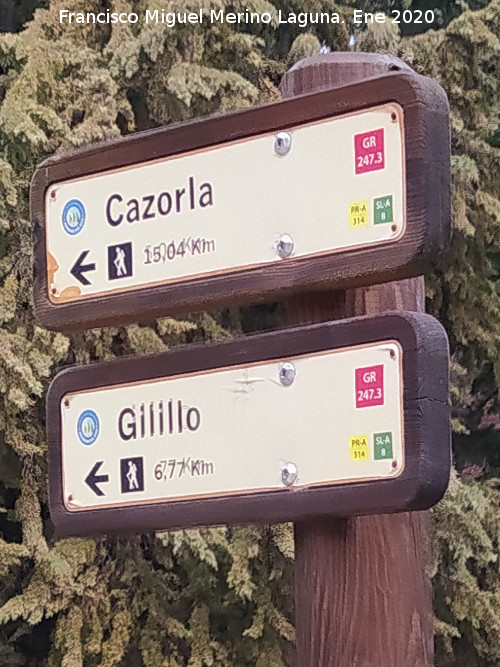 Francisco Miguel Merino Laguna. Ene 2020
Cazorla
GR
247.3
15,04 Km
PR-A
314
SL-A
8
Gilillo
GR
247.3
6,77 Km
PR-A
314
SL-A
8